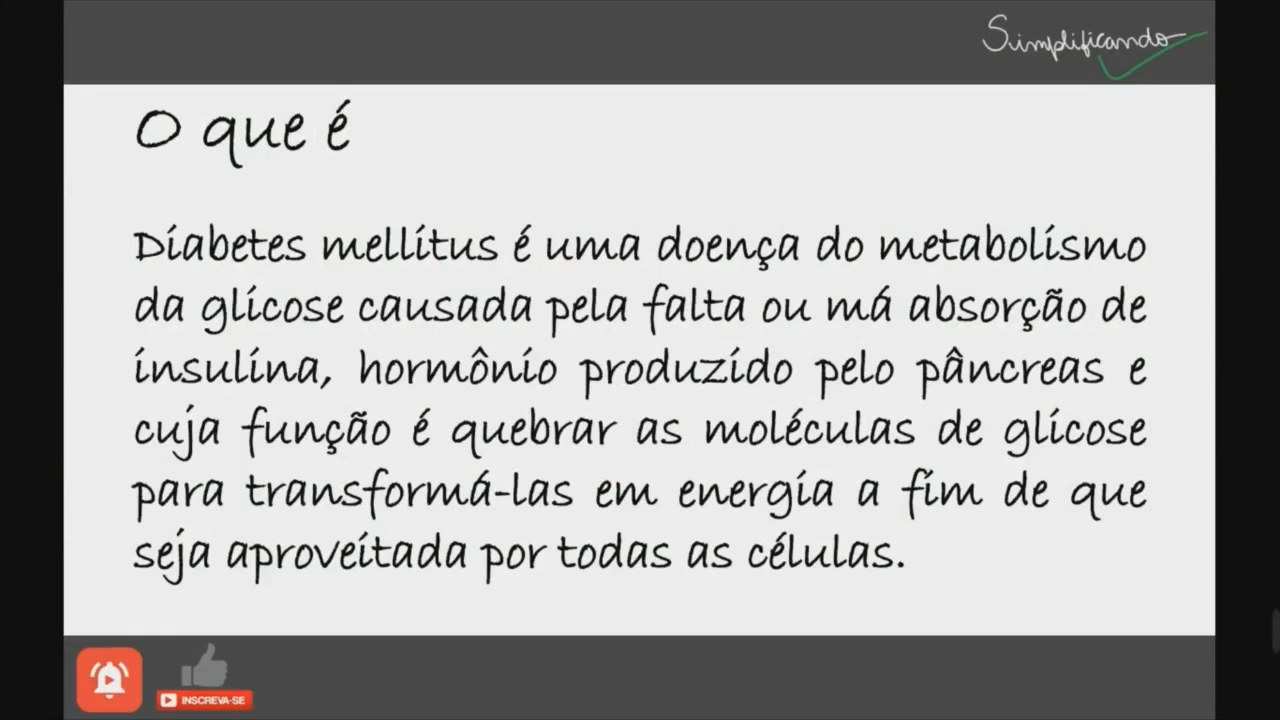 Simplificando
O que é
Diabetes mellitus é uma doença do metabolismo
da glicose causada pela falta ou má absorção de
insulina, hormônio produzido pelo pâncreas e
cuja função é quebrar as moléculas de glicose
para transformá-las em energia a fim de que
seja aproveitada por todas as células.
INSCREVA-SE